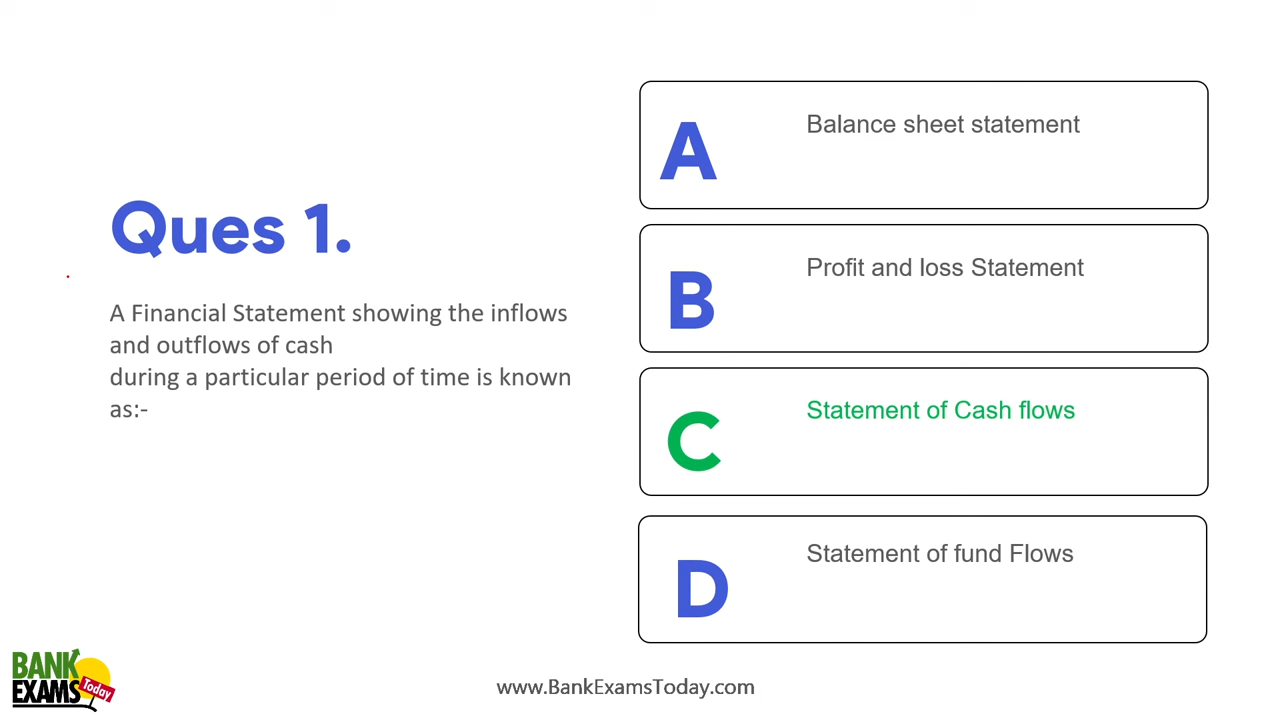 Ques 1.
A Financial Statement showing the inflows
and outflows of cash
during a particular period of time is known
as:-
A
Balance sheet statement
B
Profit and loss Statement
C
Statement of Cash flows
D
Statement of fund Flows
BANK
EXAMS
Today
www.BankExamsToday.com